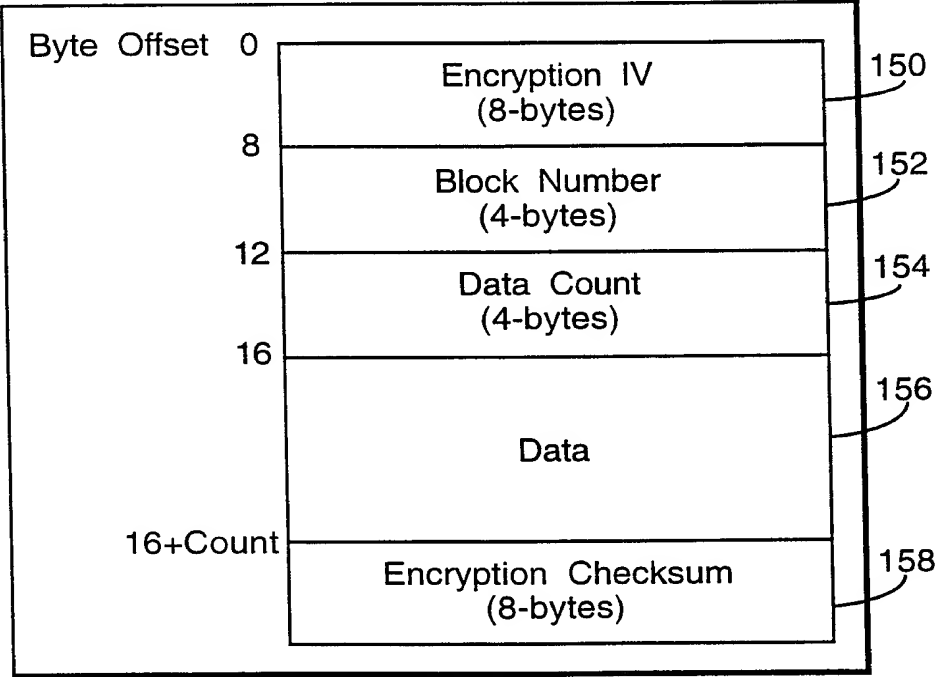 Byte Offset 0
Encryption IV
(8-bytes)
150
8
Block Number
(4-bytes)
152
12
Data Count
(4-bytes)
154
16
Data
156
16+Count
Encryption Checksum
(8-bytes)
158